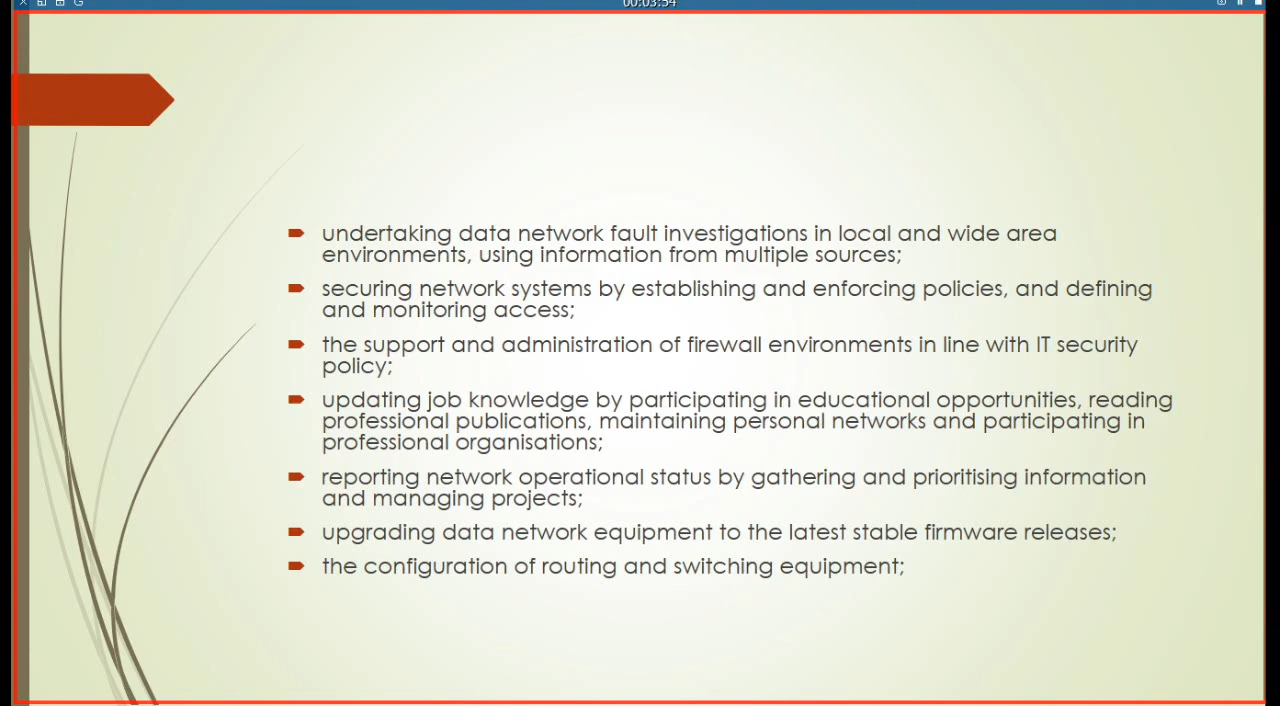 00:03:54
undertaking data network fault investigations in local and wide area
environments, using information from multiple sources;
securing network systems by establishing and enforcing policies, and defining
and monitoring access;
the support and administration of firewall environments in line with IT security
policy;
updating job knowledge by participating in educational opportunities, reading
professional publications, maintaining personal networks and participating in
professional organisations;
reporting network operational status by gathering and prioritising information
and managing projects;
upgrading data network equipment to the latest stable firmware releases;
the configuration of routing and switching equipment;